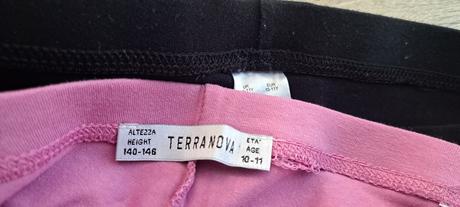 ALTEZZA
HEIGHT
140-146
TERRANOVA
ETA'
AGE
10-11